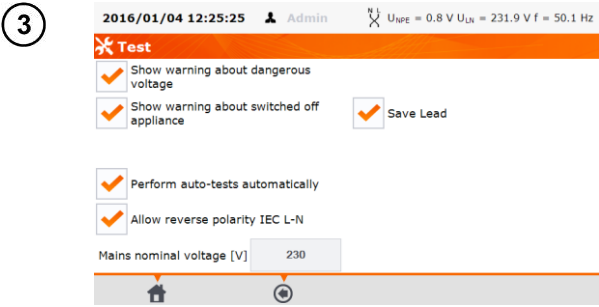 3
2016/01/04 12:25:25 Admin N L UNPE = 0.8 V ULN = 231.9 V f = 50.1 Hz
Test
Show warning about dangerous
voltage
Show warning about switched off
appliance
Save Lead
Perform auto-tests automatically
Allow reverse polarity IEC L-N
Mains nominal voltage [V] 230